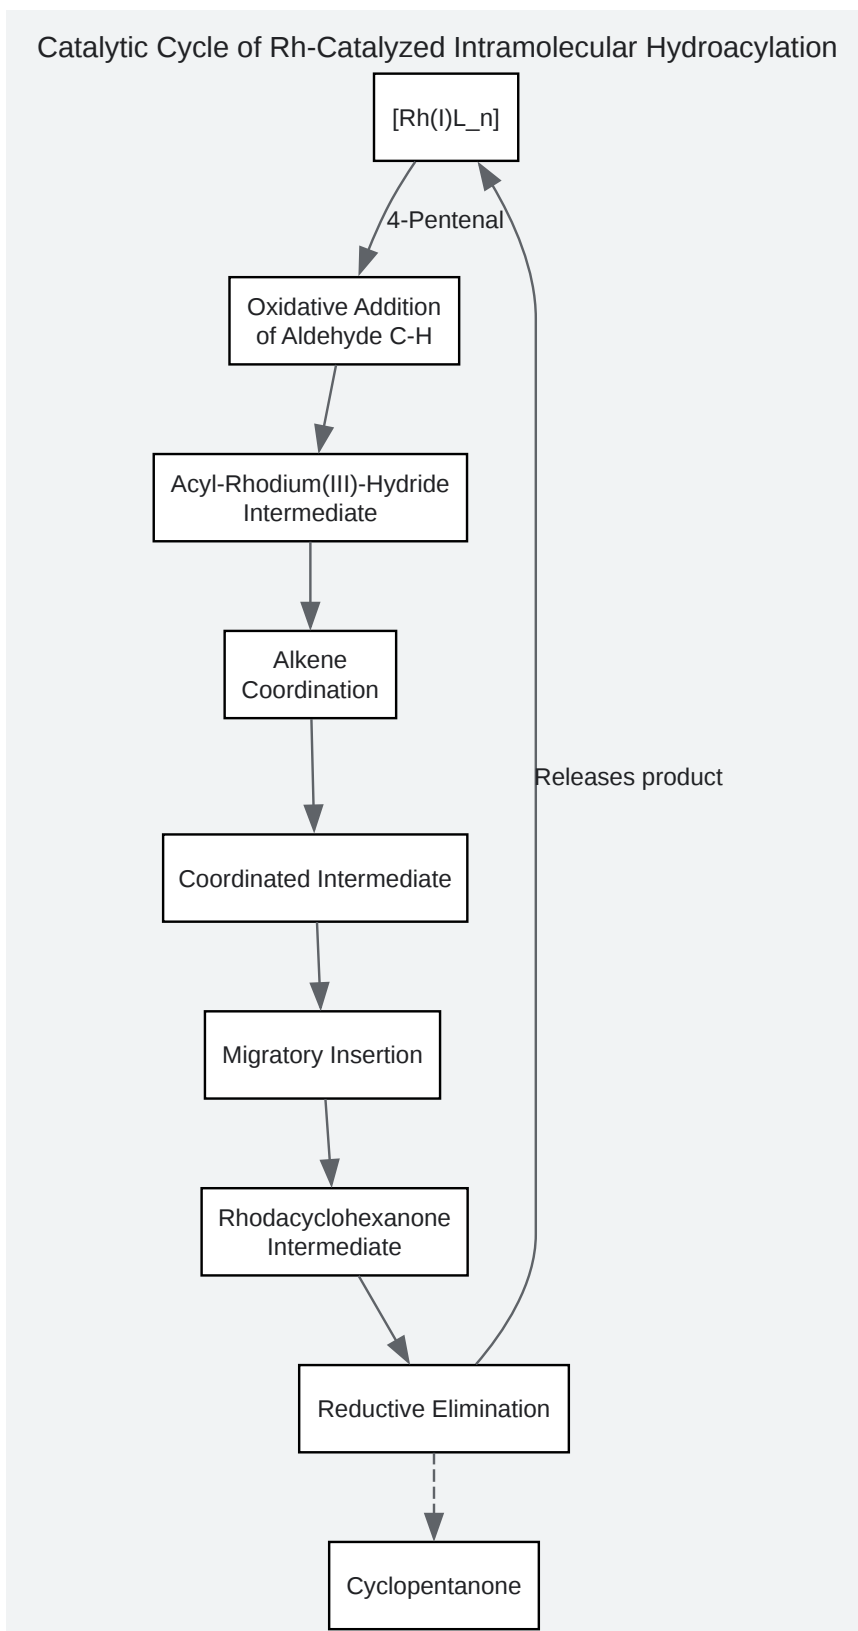 Catalytic Cycle of Rh-Catalyzed Intramolecular Hydroacylation
[Rh(I)L_n]
4-Pentenal
Oxidative Addition
of Aldehyde C-H
Acyl-Rhodium(III)-Hydride
Intermediate
Alkene
Coordination
Releases product
Coordinated Intermediate
Migratory Insertion
Rhodacyclohexanone
Intermediate
Reductive Elimination
Cyclopentanone